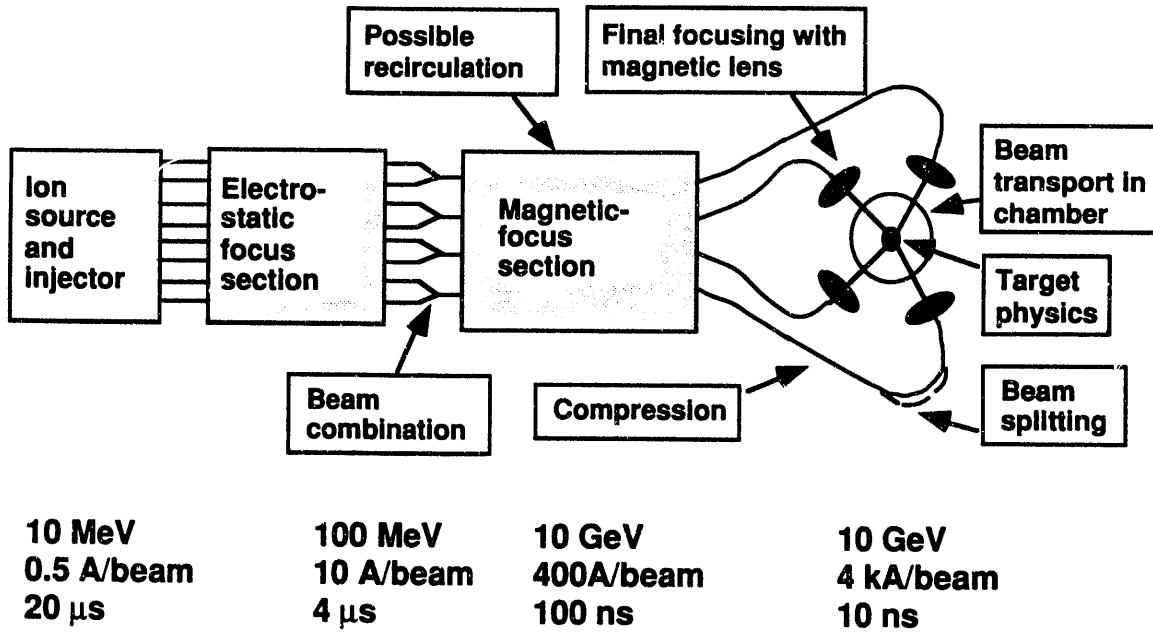 Possible
recirculation
Final focusing with
magnetic lens
Ion
source
and
injector
Electro-
static
focus
section
Magnetic-
focus
section
Beam
transport in
chamber
Target
physics
Beam
combination
Compression
Beam
splitting
10 MeV
0.5 A/beam
20 μs
100 MeV
10 A/beam
4 μs
10 GeV
400A/beam
100 ns
10 GeV
4 kA/beam
10 ns